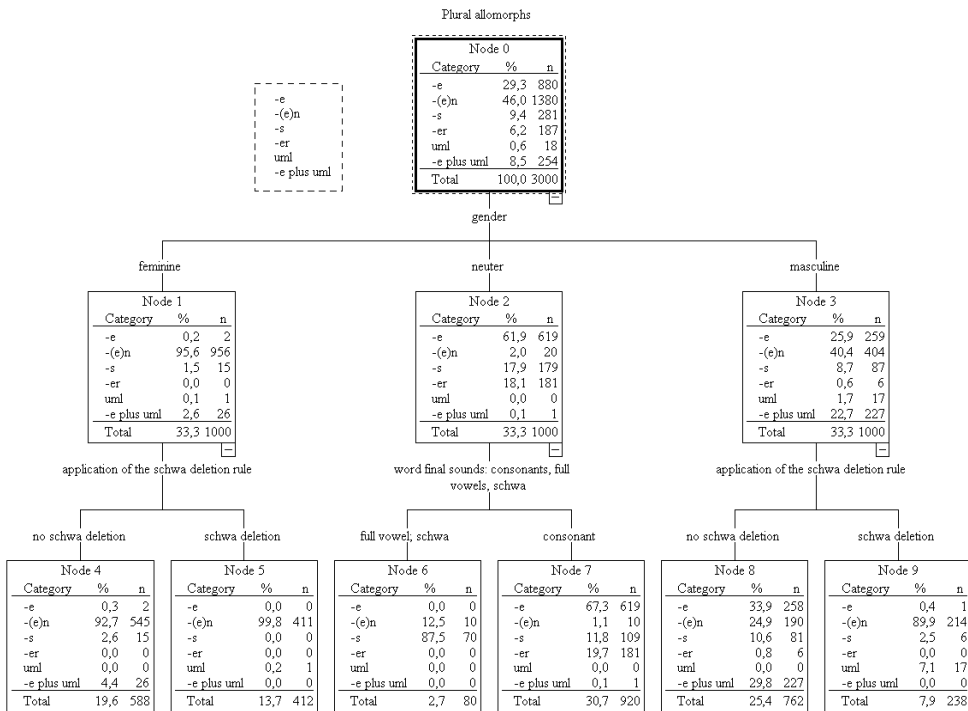 Plural allomorphs
Node 0
Category % n
-e 29,3 880
-(e)n 46,0 1380
-s 9,4 281
-er 6,2 187
uml 0,6 18
-e plus uml 8,5 254
Total 100,0 3000
-e
-(e)n
-s
-er
uml
-e plus uml
gender
feminine
neuter
masculine
Node 1
Category % n
-e 0,2 2
-(e)n 95,6 956
-s 1,5 15
-er 0,0 0
uml 0,1 1
-e plus uml 2,6 26
Total 33,3 1000
Node 2
Category % n
-e 61,9 619
-(e)n 2,0 20
-s 17,9 179
-er 18,1 181
uml 0,0 0
-e plus uml 0,1 1
Total 33,3 1000
Node 3
Category % n
-e 25,9 259
-(e)n 40,4 404
-s 8,7 87
-er 0,6 6
uml 1,7 17
-e plus uml 22,7 227
Total 33,3 1000
application of the schwa deletion rule
word final sounds: consonants, full
vowels, schwa
application of the schwa deletion rule
no schwa deletion
schwa deletion
full vowel; schwa
consonant
no schwa deletion
schwa deletion
Node 4
Category % n
-e 0,3 2
-(e)n 92,7 545
-s 2,6 15
-er 0,0 0
uml 0,0 0
-e plus uml 4,4 26
Total 19,6 588
Node 5
Category % n
-e 0,0 0
-(e)n 99,8 411
-s 0,0 0
-er 0,0 0
uml 0,2 1
-e plus uml 0,0 0
Total 13,7 412
Node 6
Category % n
-e 0,0 0
-(e)n 12,5 10
-s 87,5 70
-er 0,0 0
uml 0,0 0
-e plus uml 0,0 0
Total 2,7 80
Node 7
Category % n
-e 67,3 619
-(e)n 1,1 10
-s 11,8 109
-er 19,7 181
uml 0,0 0
-e plus uml 0,1 1
Total 30,7 920
Node 8
Category % n
-e 33,9 258
-(e)n 24,9 190
-s 10,6 81
-er 0,8 6
uml 0,0 0
-e plus uml 29,8 227
Total 25,4 762
Node 9
Category % n
-e 0,4 1
-(e)n 89,9 214
-s 2,5 6
-er 0,0 0
uml 7,1 17
-e plus uml 0,0 0
Total 7,9 238